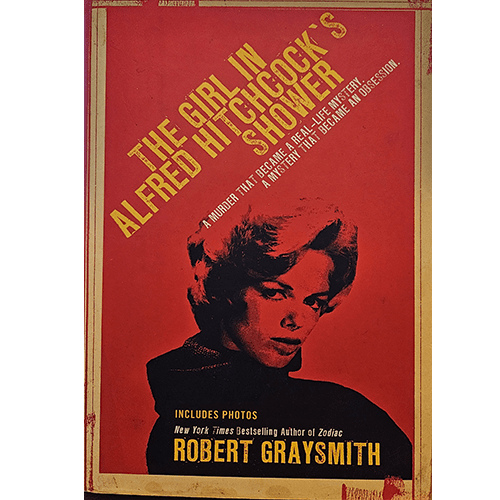 THE GIRL IN
ALFRED HITCHCOCK`S
SHOWER
A MURDER THAT BECAME A REAL-LIFE MYSTERY.
A MYSTERY THAT BECAME AN OBSESSION.
INCLUDES PHOTOS
New York Times Bestselling Author of Zodiac
ROBERT GRAYSMITH